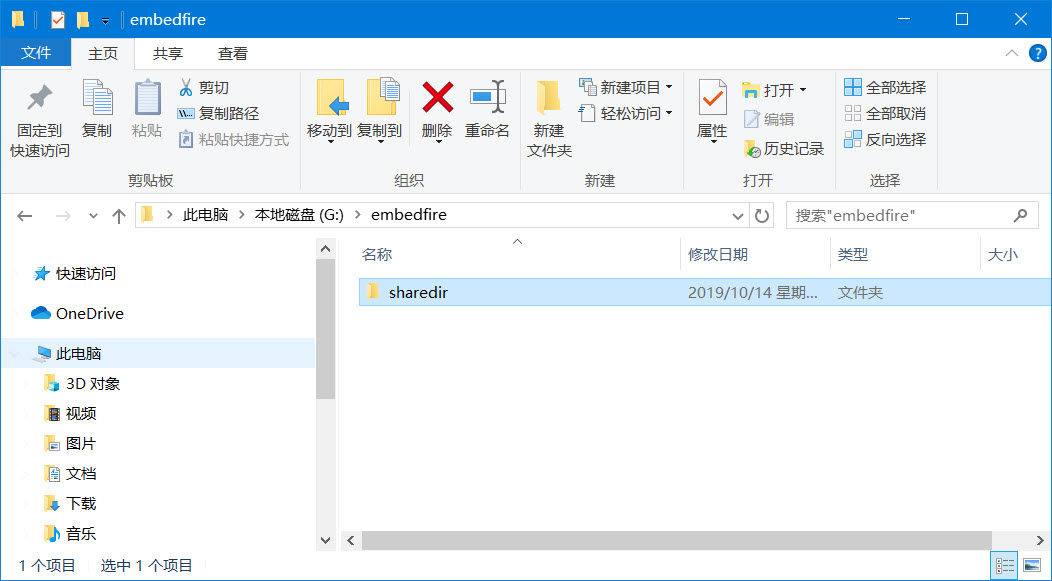 embedfire
文件 主页 共享 查看
固定到
快速访问
复制
粘贴
剪切
复制路径
粘贴快捷方式
剪贴板
移动到 复制到 删除 重命名
组织
新建
文件夹
新建项目
轻松访问
新建
属性
打开
编辑
历史记录
打开
全部选择
全部取消
反向选择
选择
此电脑 > 本地磁盘 (G:) > embedfire
搜索"embedfire"
快速访问
OneDrive
此电脑
3D 对象
视频
图片
文档
下载
音乐
名称 修改日期 类型 大小
sharedir 2019/10/14 星期... 文件夹
1 个项目 选中 1 个项目